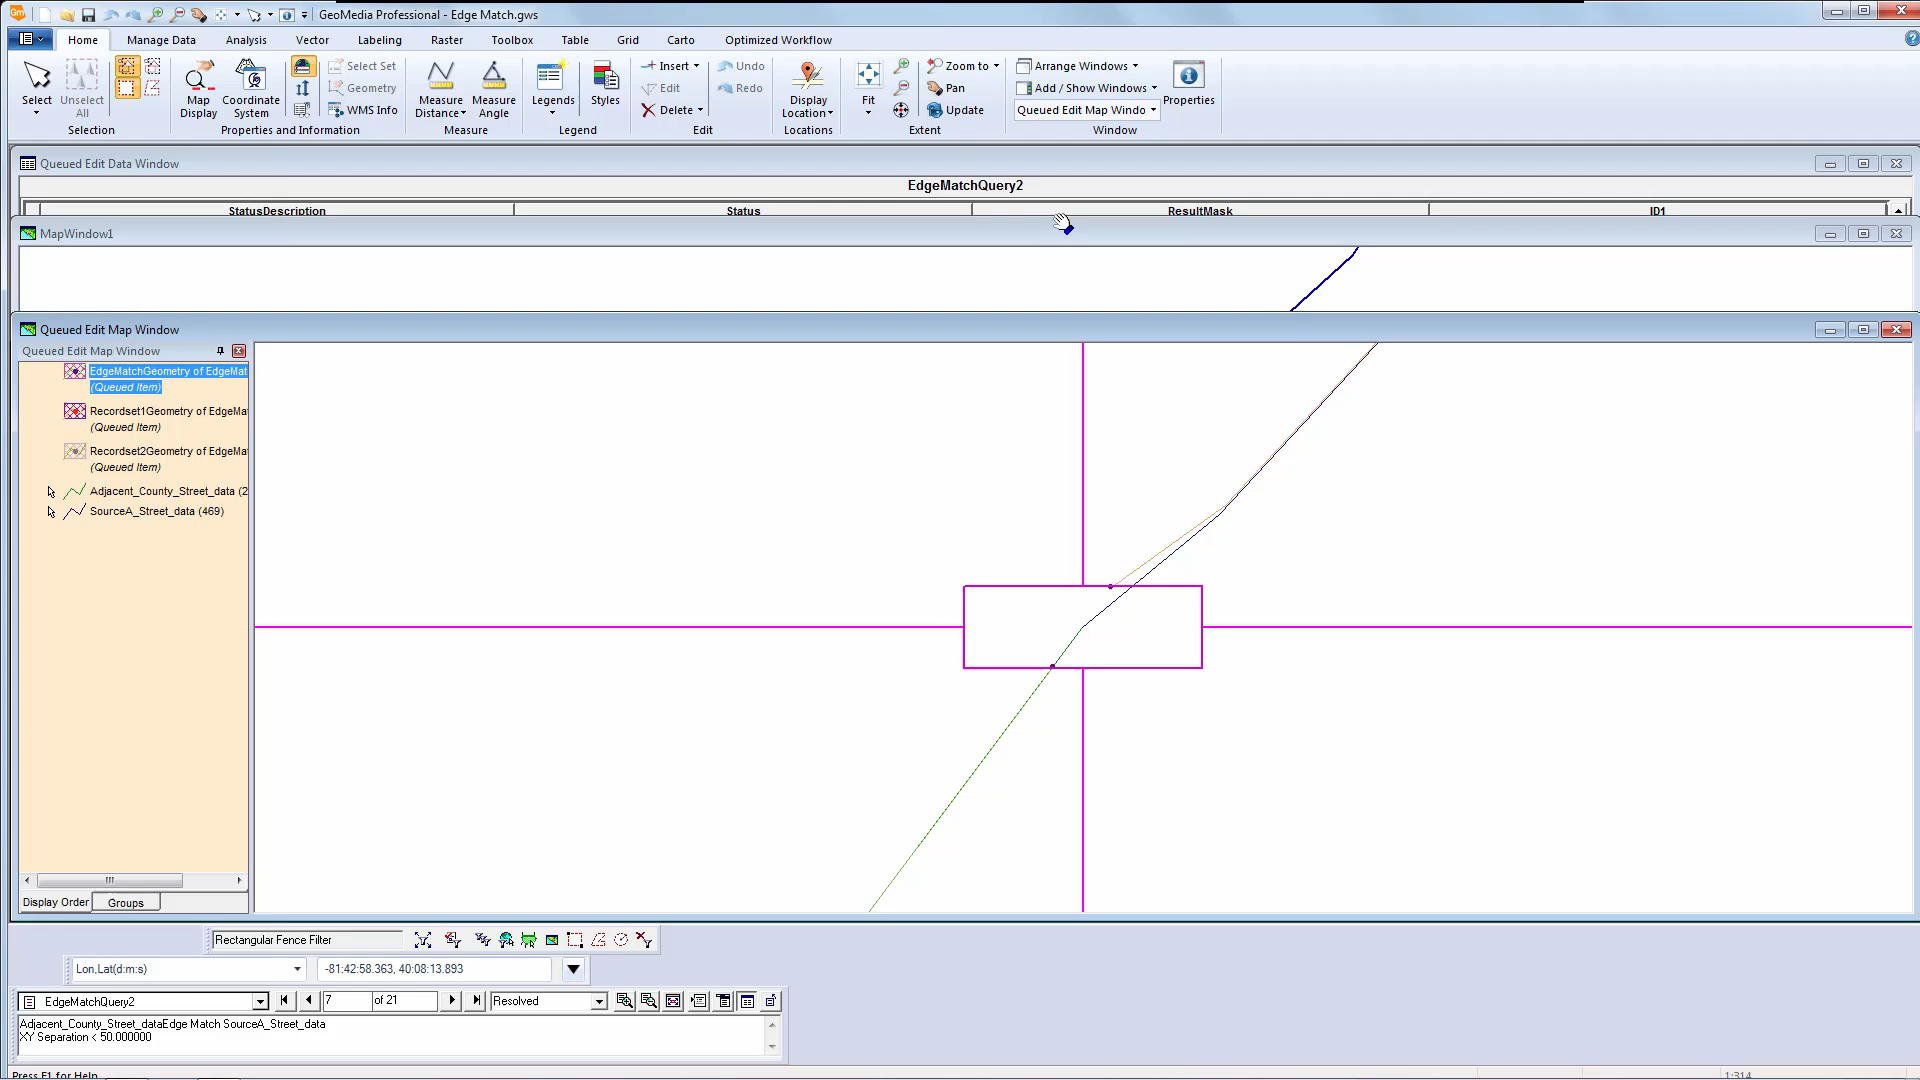 GeoMedia Professional - Edge Match.gws
Home Manage Data Analysis Vector Labeling Raster Toolbox Table Grid Carto Optimized Workflow
Select
Unselect All
Selection
Map Display
Coordinate System
Select Set
Geometry
WMS Info
Properties and Information
Measure Distance
Measure Angle
Measure
Legends
Styles
Legend
Insert
Edit
Delete
Undo
Redo
Edit
Display Location
Locations
Fit
Zoom to
Pan
Update
Extent
Arrange Windows
Add / Show Windows
Queued Edit Map Windo
Properties
Window
Queued Edit Data Window
EdgeMatchQuery2
StatusDescription Status ResultMask ID1
MapWindow1
Queued Edit Map Window
Queued Edit Map Window
EdgeMatchGeometry of EdgeMat
(Queued Item)
Recordset1Geometry of EdgeMa
(Queued Item)
Recordset2Geometry of EdgeMa
(Queued Item)
Adjacent_County_Street_data (2
SourceA_Street_data (469)
Display Order Groups
Rectangular Fence Filter
Lon,Lat(d:m:s) -81:42:58.363, 40:08:13.893
EdgeMatchQuery2 7 of 21 Resolved
Adjacent_County_Street_dataEdge Match SourceA_Street_data
XY Separation < 50.000000
Press F1 for Help
1:314